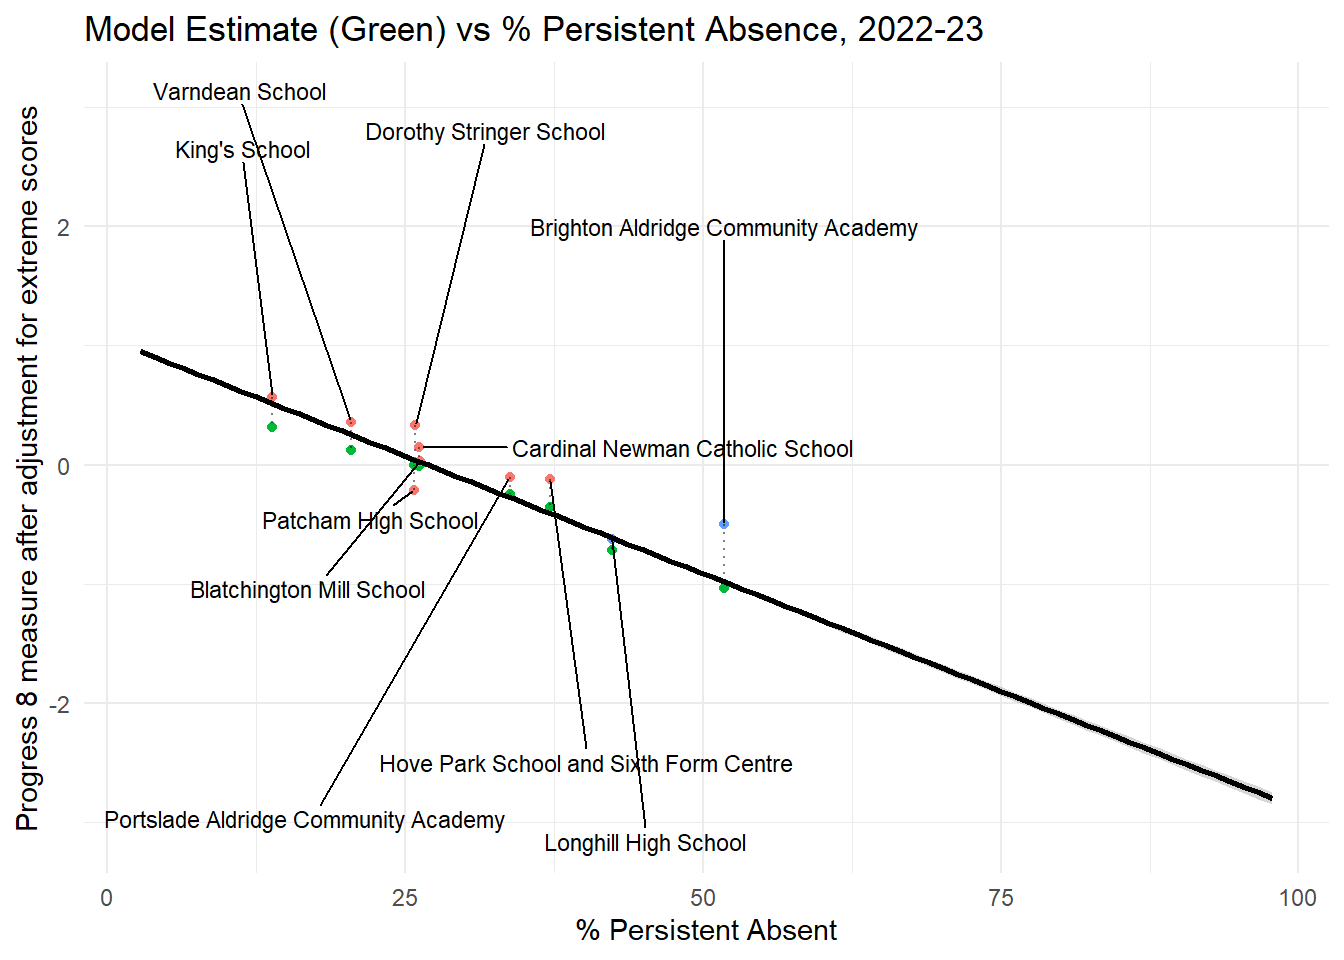 Model Estimate (Green) vs % Persistent Absence, 2022-23
Progress 8 measure after adjustment for extreme scores
Varndean School
Dorothy Stringer School
King's School
Brighton Aldridge Community Academy
Cardinal Newman Catholic School
Patcham High School
Blatchington Mill School
Hove Park School and Sixth Form Centre
Portslade Aldridge Community Academy
Longhill High School
2
0
-2
0
25
50
75
100
% Persistent Absent